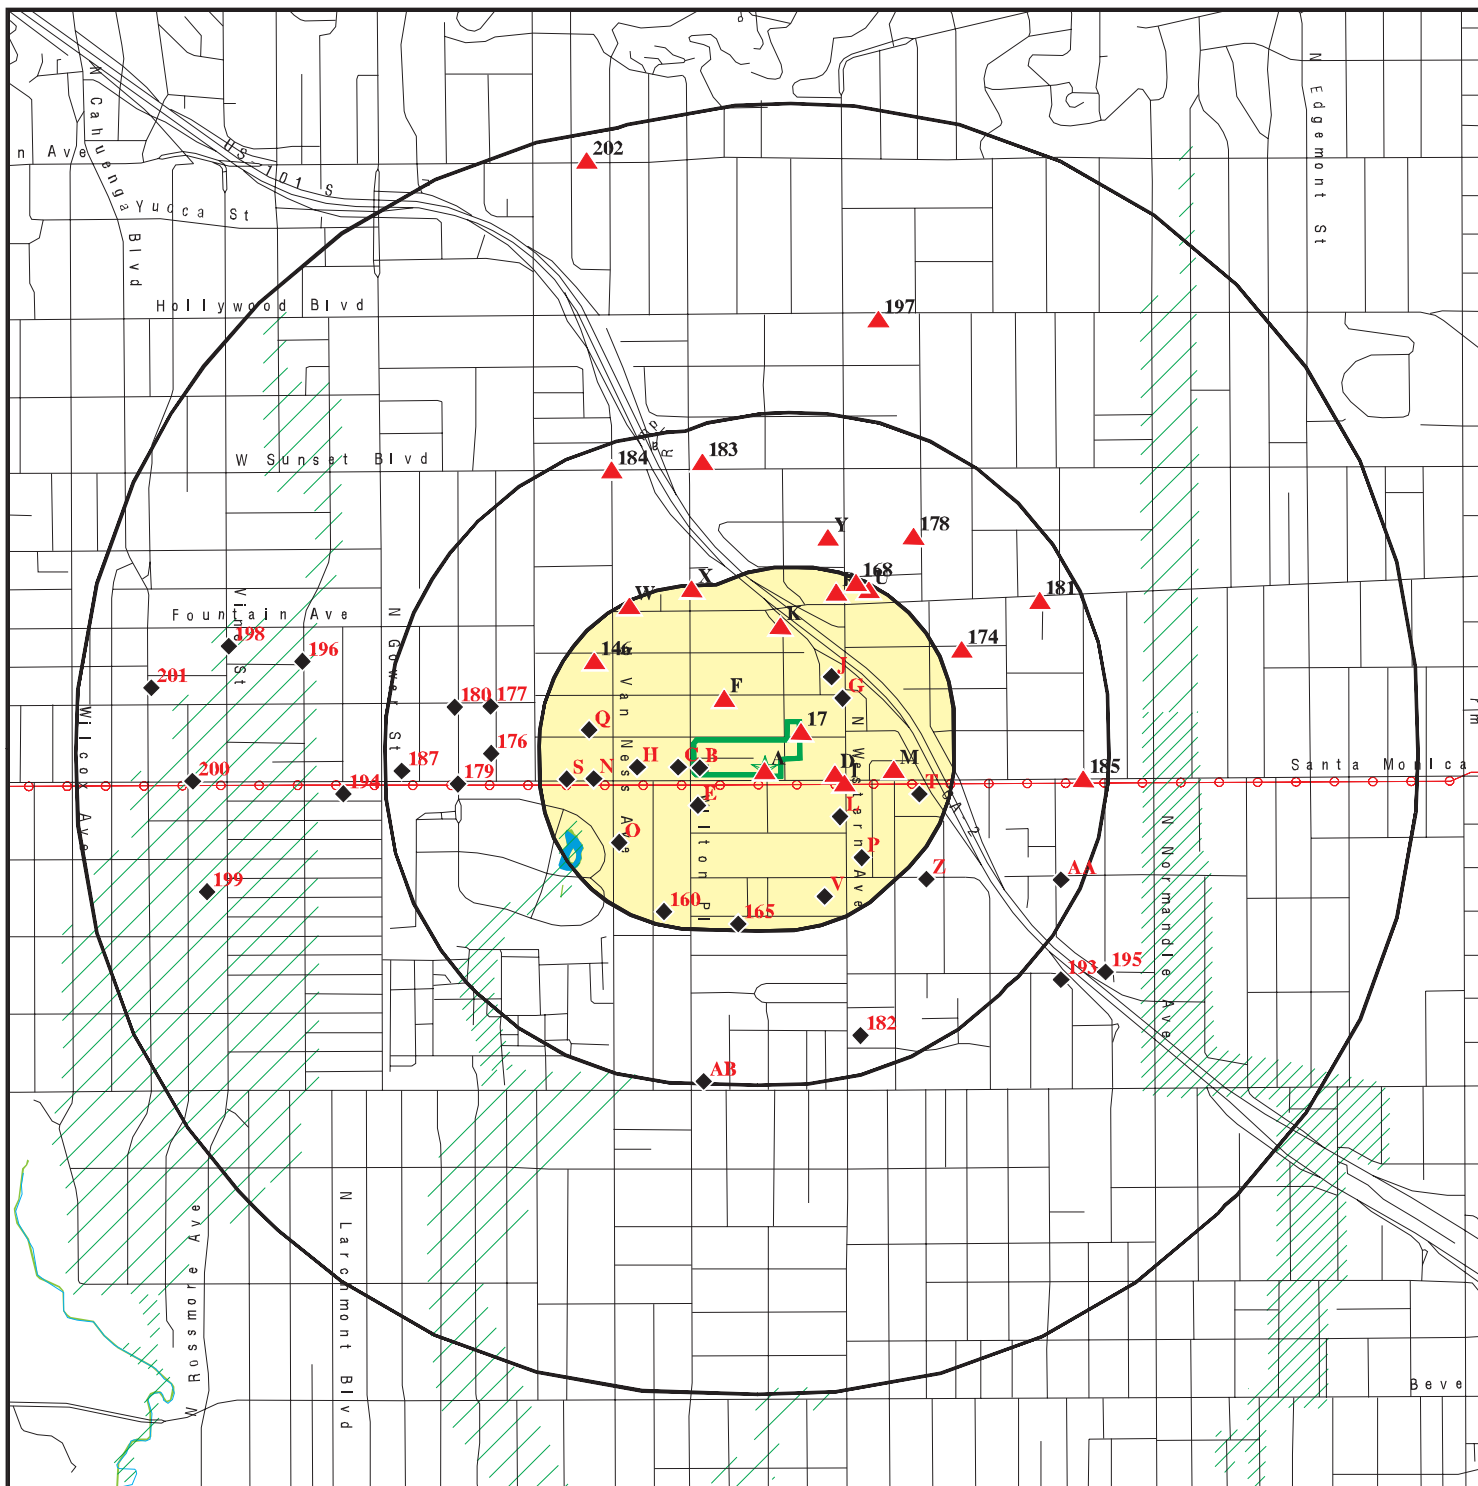 N Cahuenga Blvd
N Edgemont St
n Ave
US-101 S
202
Yucca St
Hollywood Blvd
197
W Sunset Blvd
184
183
Y
178
168
U
X
W
K
181
Fountain Ave
Vine St
N Gower St
198
196
146
174
N Van Ness Ave
201
J
G
F
180
177
Q
17
N Western Ave
Wilcox Ave
176
187
H
C
B
A
D
I
M
200
194
179
S
N
T
185
Santa Monica
E
L
CA-2
N Normandie Ave
Wilton Pl
O
P
Z
AA
199
V
160
165
193
195
182
AB
N Rossmore Ave
N Larchmont Blvd
Beve